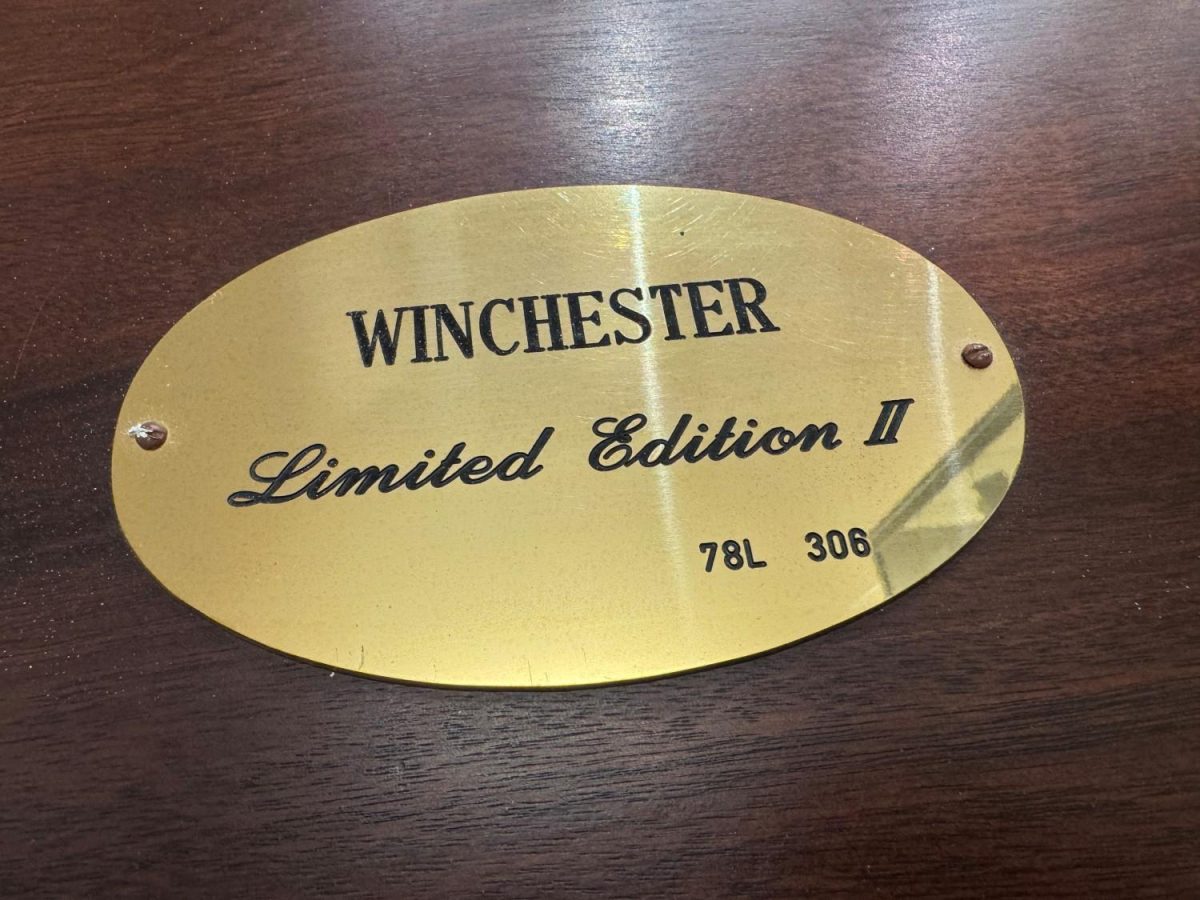 WINCHESTER
Limited Edition II
78L 306